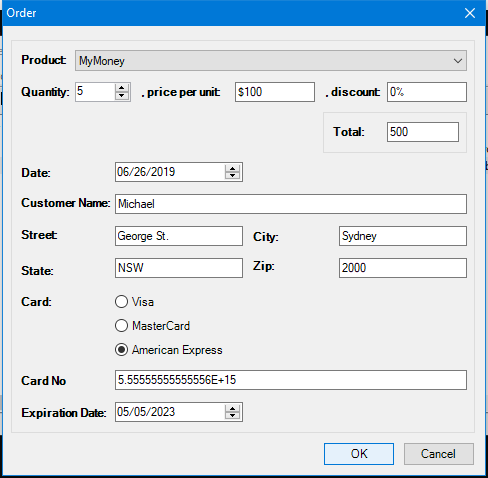 Order
Product: MyMoney
Quantity: 5 , price per unit: $100 , discount: 0%
Total: 500
Date: 06/26/2019
Customer Name: Michael
Street: George St. City: Sydney
State: NSW Zip: 2000
Card: Visa
MasterCard
American Express
Card No 5.55555555555556E+15
Expiration Date: 05/05/2023
OK Cancel